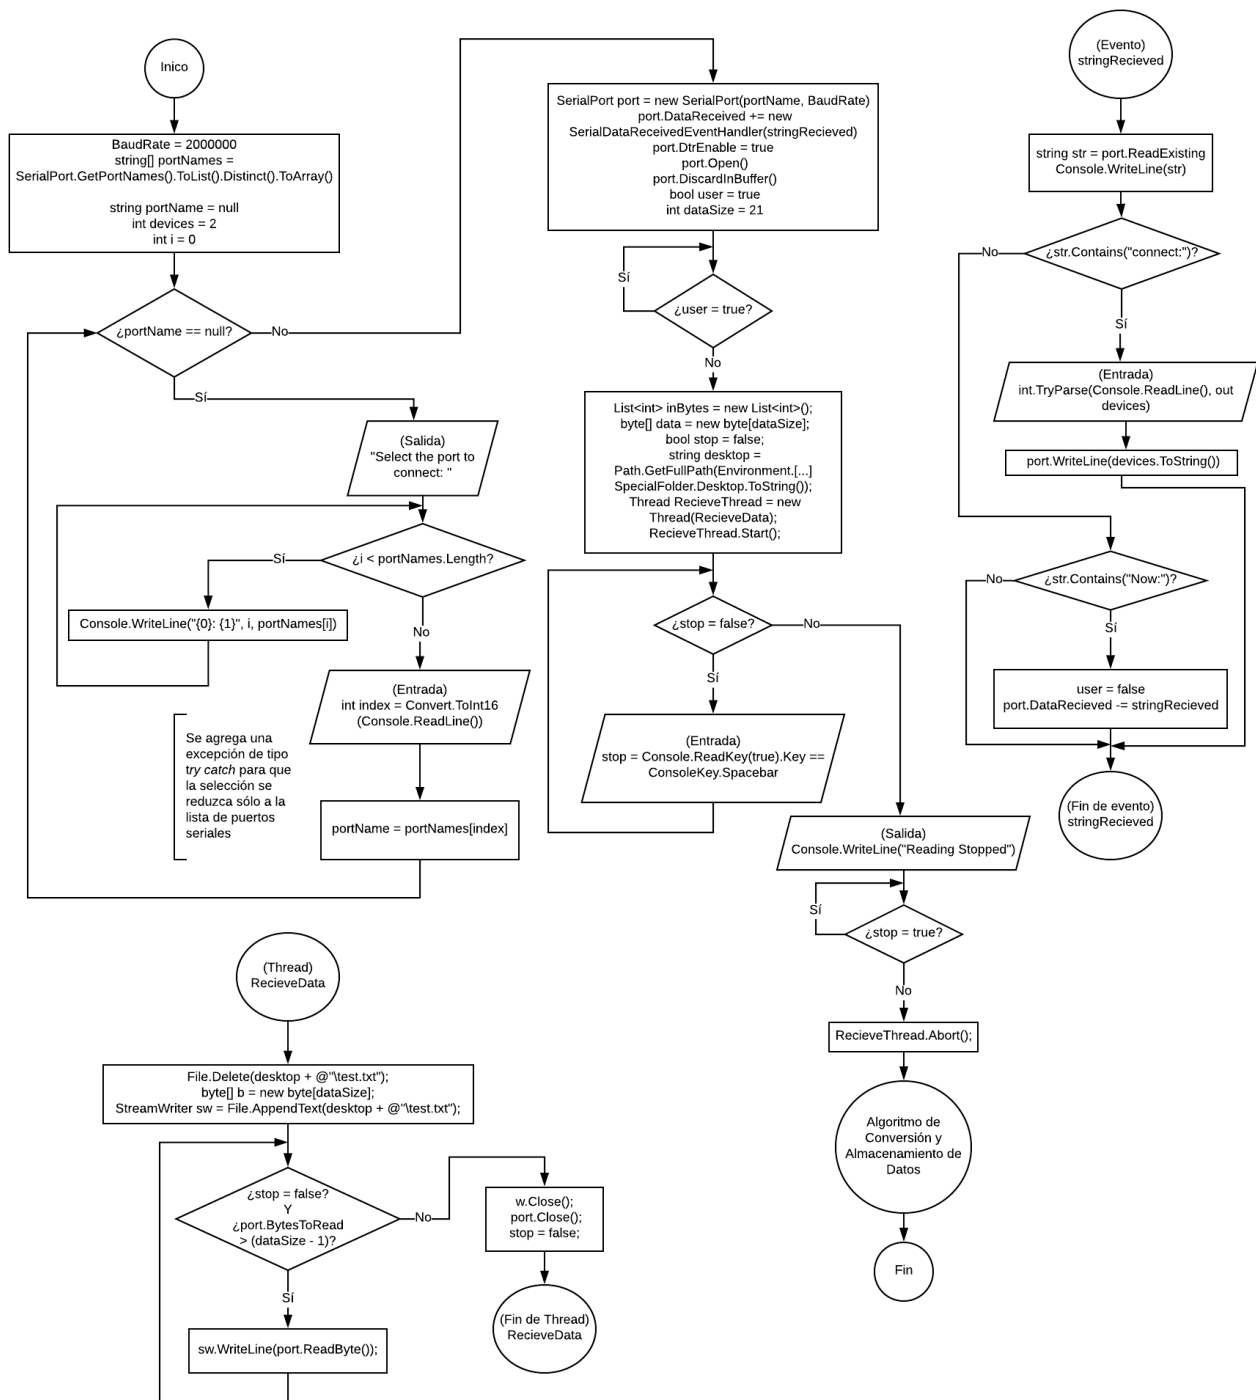 Inico
BaudRate = 2000000
string[] portNames =
SerialPort.GetPortNames().ToList().Distinct().ToArray()
string portName = null
int devices = 2
int i = 0
¿portName == null?
No
Sí
(Salida)
"Select the port to
connect: "
¿i < portNames.Length?
Sí
Console.WriteLine("{0}: {1}", i, portNames[i])
No
(Entrada)
int index = Convert.ToInt16
(Console.ReadLine())
Se agrega una
excepción de tipo
try catch para que
la selección se
reduzca sólo a la
lista de puertos
seriales
portName = portNames[index]
SerialPort port = new SerialPort(portName, BaudRate)
port.DataReceived += new
SerialDataReceivedEventHandler(stringRecieved)
port.DtrEnable = true
port.Open()
port.DiscardInBuffer()
bool user = true
int dataSize = 21
Sí
¿user = true?
No
List<int> inBytes = new List<int>();
byte[] data = new byte[dataSize];
bool stop = false;
string desktop =
Path.GetFullPath(Environment.[...]
SpecialFolder.Desktop.ToString());
Thread RecieveThread = new
Thread(RecieveData);
RecieveThread.Start();
¿stop = false?
No
Sí
(Entrada)
stop = Console.ReadKey(true).Key ==
ConsoleKey.Spacebar
(Salida)
Console.WriteLine("Reading Stopped")
Sí
¿stop = true?
No
RecieveThread.Abort();
Algoritmo de
Conversión y
Almacenamiento de
Datos
Fin
(Evento)
stringRecieved
string str = port.ReadExisting
Console.WriteLine(str)
No
¿str.Contains("connect:")?
Sí
(Entrada)
int.TryParse(Console.ReadLine(), out
devices)
port.WriteLine(devices.ToString())
No
¿str.Contains("Now:")?
Sí
user = false
port.DataRecieved -= stringRecieved
(Fin de evento)
stringRecieved
(Thread)
RecieveData
File.Delete(desktop + @"\test.txt");
byte[] b = new byte[dataSize];
StreamWriter sw = File.AppendText(desktop + @"\test.txt");
¿stop = false?
Y
¿port.BytesToRead
> (dataSize - 1)?
No
Sí
sw.WriteLine(port.ReadByte());
w.Close();
port.Close();
stop = false;
(Fin de Thread)
RecieveData